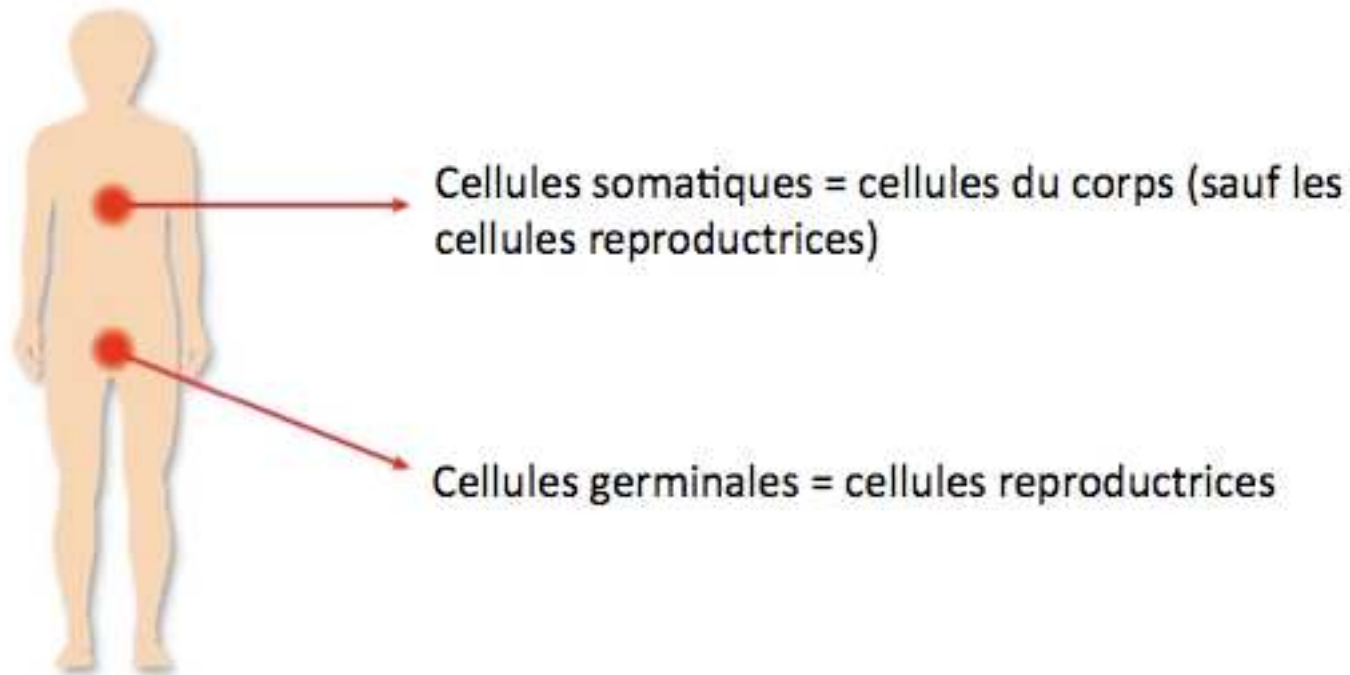 Cellules somatiques = cellules du corps (sauf les
cellules reproductrices)
Cellules germinales = cellules reproductrices